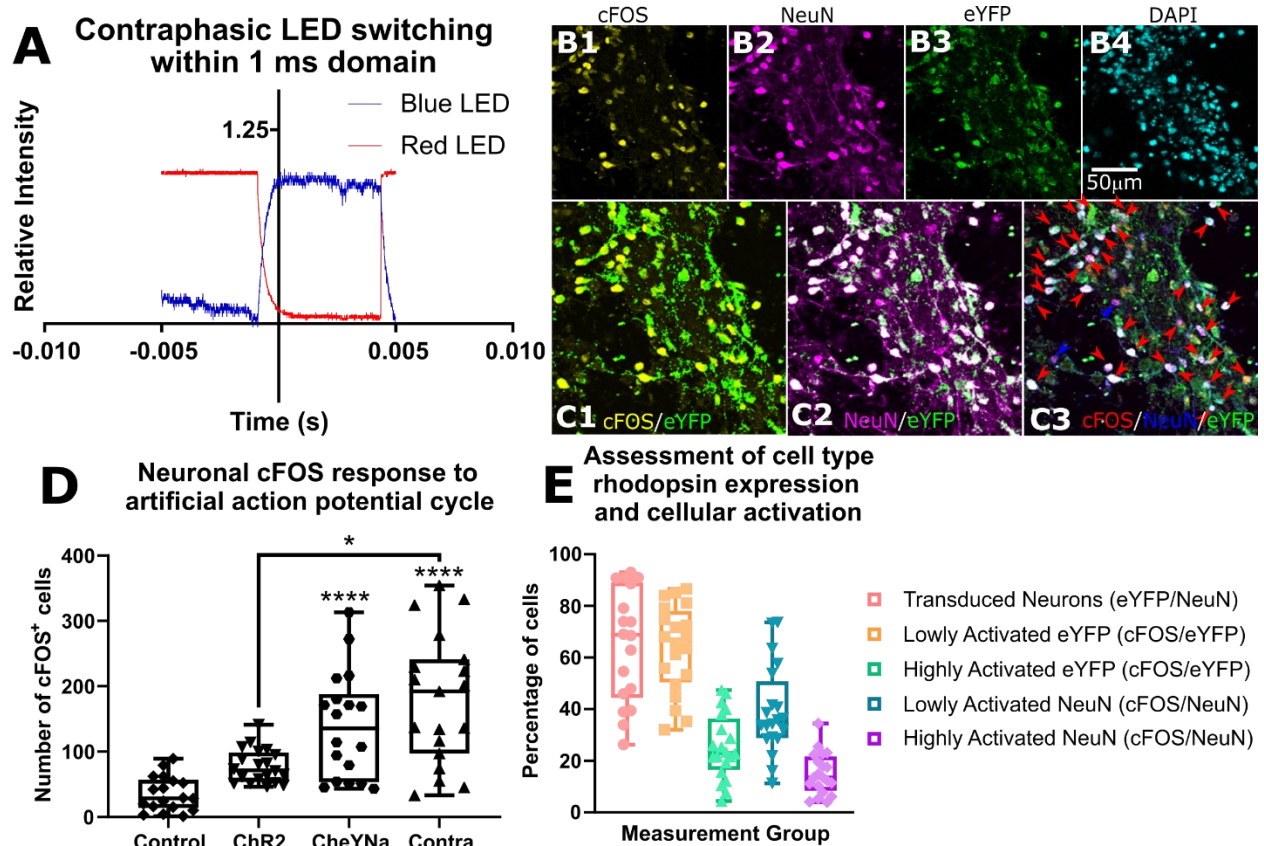 A
Contraphasic LED switching
within 1 ms domain
Relative Intensity
1.25
Blue LED
Red LED
-0.010
-0.005
0.005
0.010
Time (s)
cFOS
NeuN
eYFP
DAPI
B1
B2
B3
B4
50μm
C1
cFOS/eYFP
C2
NeuN/eYFP
C3
cFOS/NeuN/eYFP
D
Neuronal cFOS response to
artificial action potential cycle
Number of cFOS+ cells
400
300
200
100
0
*
****
****
Control
ChR2
CheYNa
Contra
E
Assessment of cell type
rhodopsin expression
and cellular activation
Percentage of cells
100
80
60
40
20
0
Measurement Group
Transduced Neurons (eYFP/NeuN)
Lowly Activated eYFP (cFOS/eYFP)
Highly Activated eYFP (cFOS/eYFP)
Lowly Activated NeuN (cFOS/NeuN)
Highly Activated NeuN (cFOS/NeuN)